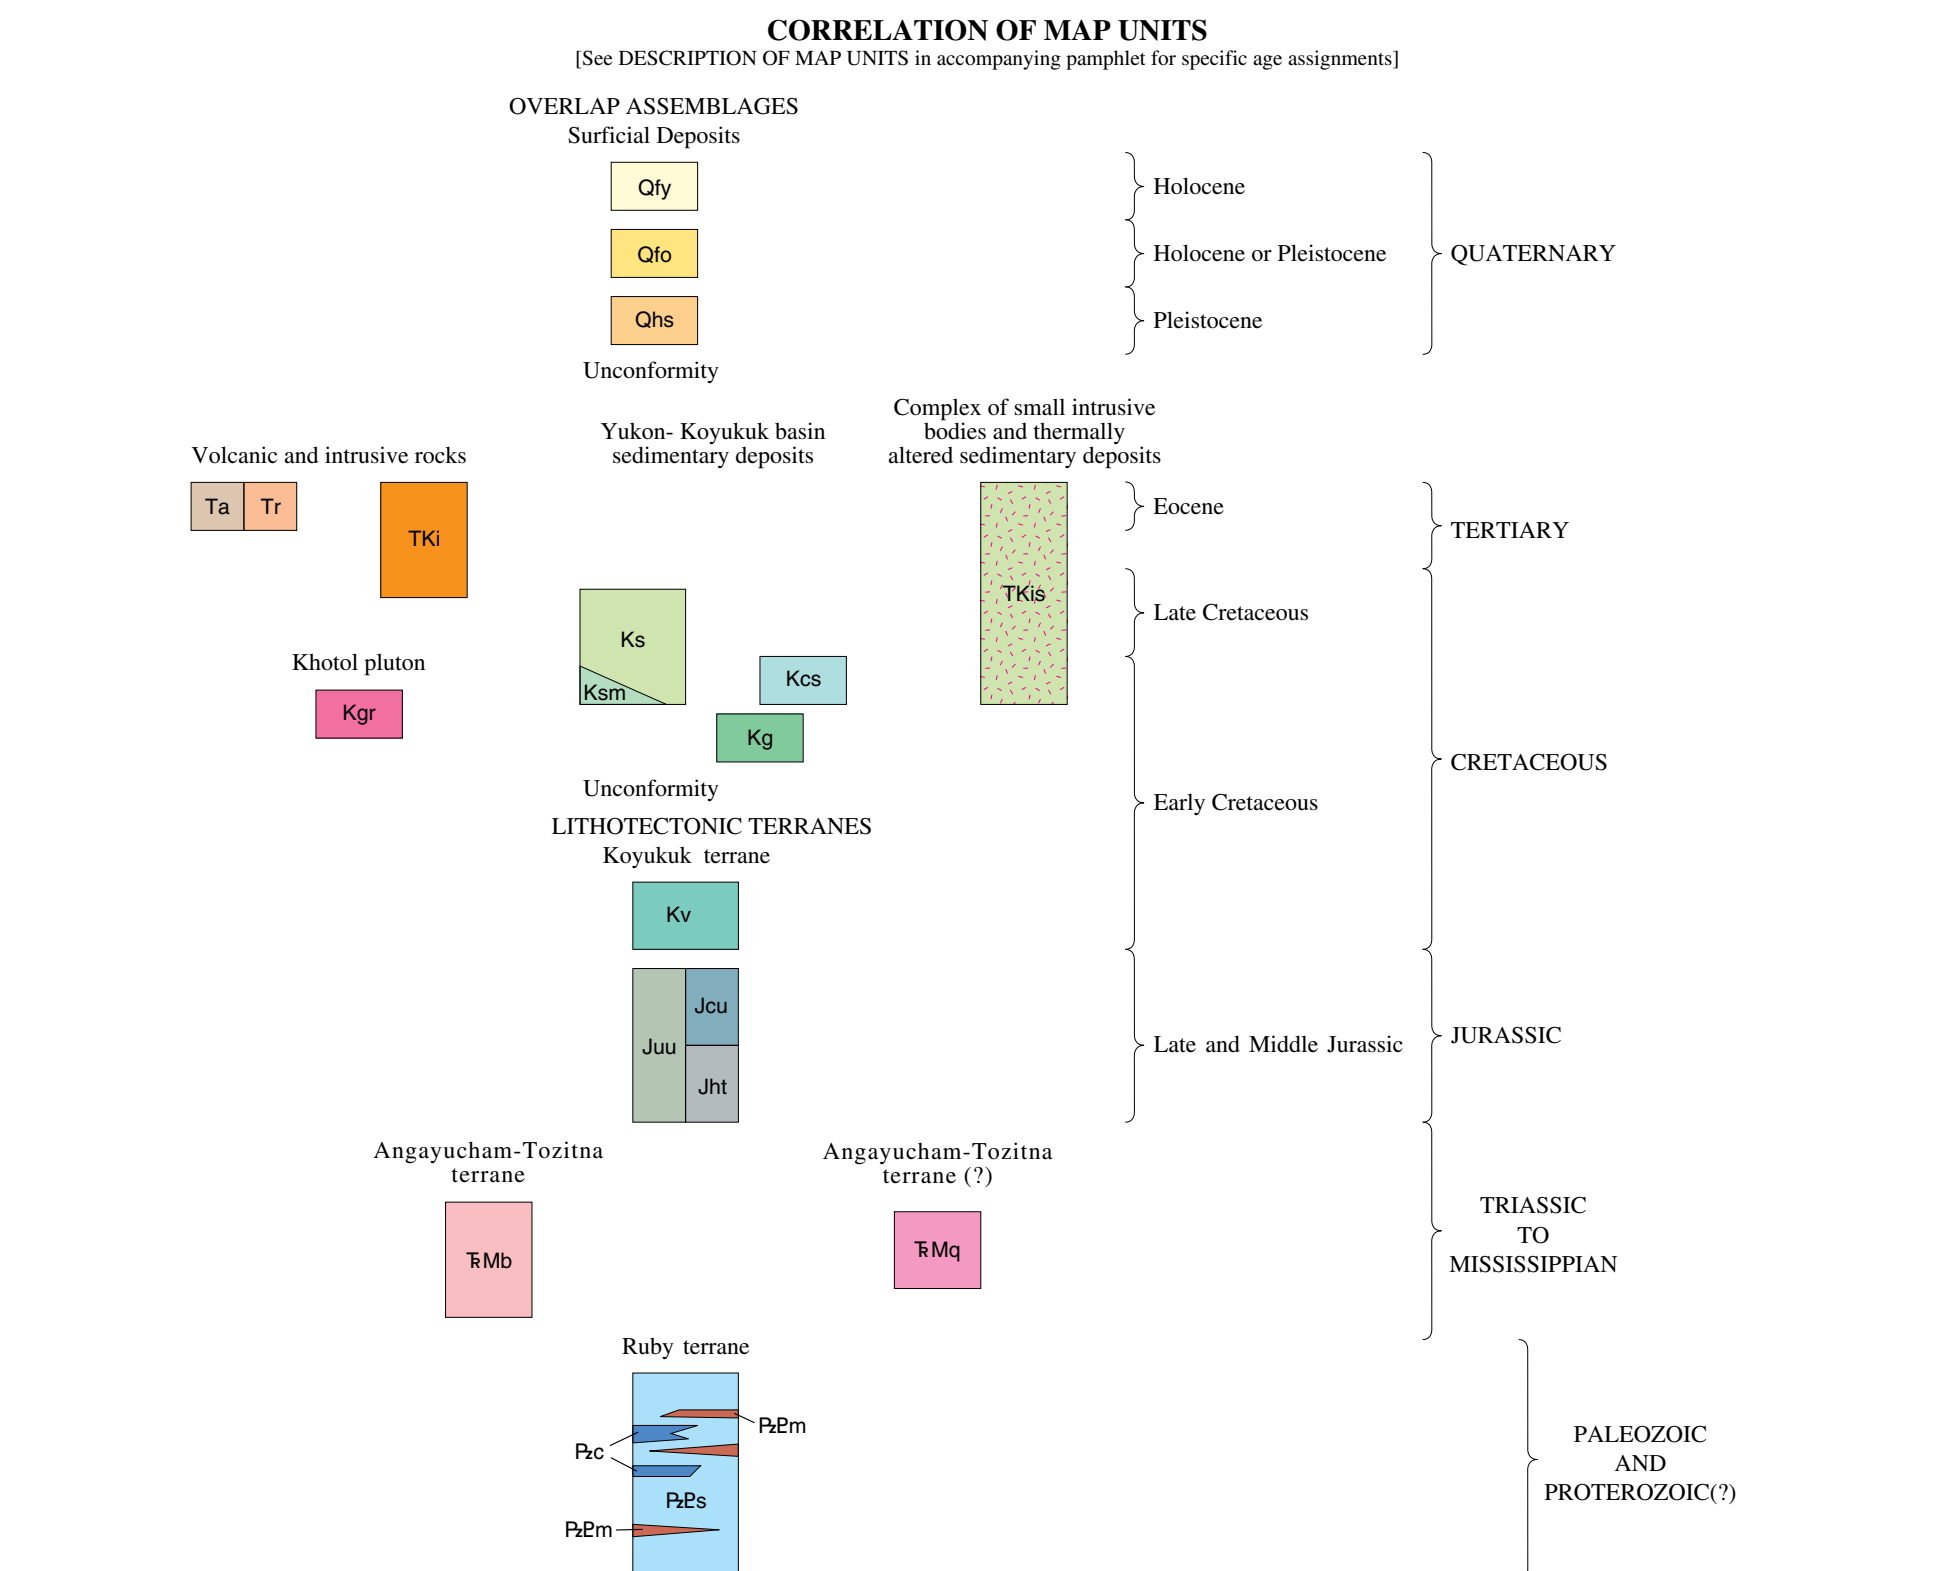 CORRELATION OF MAP UNITS
[See DESCRIPTION OF MAP UNITS in accompanying pamphlet for specific age assignments]
OVERLAP ASSEMBLAGES
Surficial Deposits
Qfy
Holocene
Qfo
Holocene or Pleistocene
QUATERNARY
Qhs
Pleistocene
Unconformity
Volcanic and intrusive rocks
Yukon- Koyukuk basin
sedimentary deposits
Complex of small intrusive
bodies and thermally
altered sedimentary deposits
Ta
Tr
TKi
TKis
Eocene
TERTIARY
Ks
Ksm
Kcs
Late Cretaceous
Khotol pluton
Kgr
Kg
CRETACEOUS
Unconformity
Early Cretaceous
LITHOTECTONIC TERRANES
Koyukuk terrane
Kv
Juu
Jcu
Jht
Late and Middle Jurassic
JURASSIC
Angayucham-Tozitna
terrane
Angayucham-Tozitna
terrane (?)
TRMb
TRMq
TRIASSIC
TO
MISSISSIPPIAN
Ruby terrane
PzPm
Pzc
PzPs
PzPm
PALEOZOIC
AND
PROTEROZOIC(?)